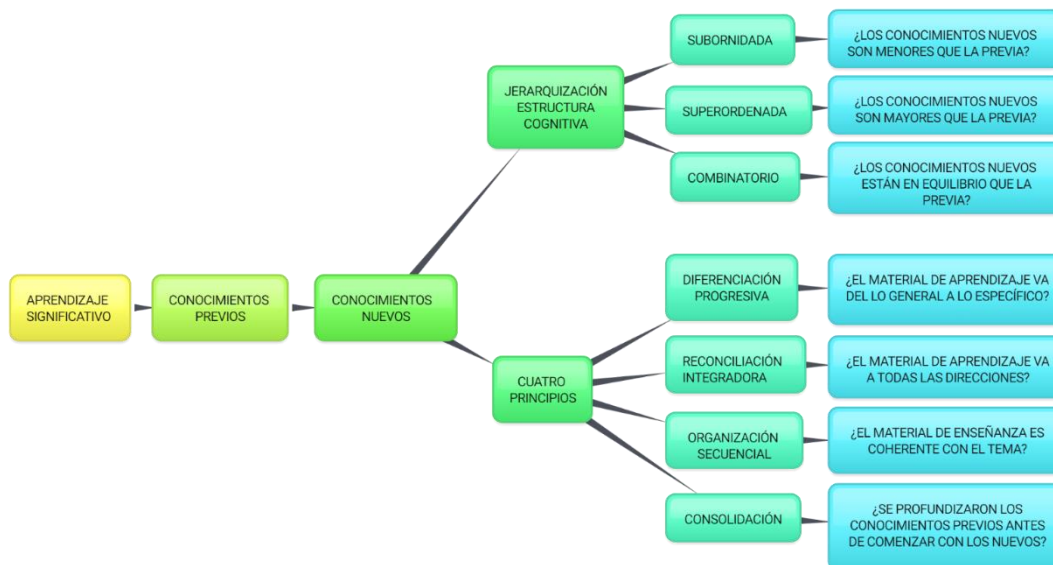 SUBORNIDADA
¿LOS CONOCIMIENTOS NUEVOS
SON MENORES QUE LA PREVIA?
JERARQUIZACIÓN
ESTRUCTURA
COGNITIVA
SUPERORDENADA
¿LOS CONOCIMIENTOS NUEVOS
SON MAYORES QUE LA PREVIA?
COMBINATORIO
¿LOS CONOCIMIENTOS NUEVOS
ESTÁN EN EQUILIBRIO QUE LA
PREVIA?
APRENDIZAJE
SIGNIFICATIVO
CONOCIMIENTOS
PREVIOS
CONOCIMIENTOS
NUEVOS
DIFERENCIACIÓN
PROGRESIVA
¿EL MATERIAL DE APRENDIZAJE VA
DEL LO GENERAL A LO ESPECÍFICO?
CUATRO
PRINCIPIOS
RECONCILIACIÓN
INTEGRADORA
¿EL MATERIAL DE APRENDIZAJE VA
A TODAS LAS DIRECCIONES?
ORGANIZACIÓN
SECUENCIAL
¿EL MATERIAL DE ENSEÑANZA ES
COHERENTE CON EL TEMA?
CONSOLIDACIÓN
¿SE PROFUNDIZARON LOS
CONOCIMIENTOS PREVIOS ANTES
DE COMENZAR CON LOS NUEVOS?